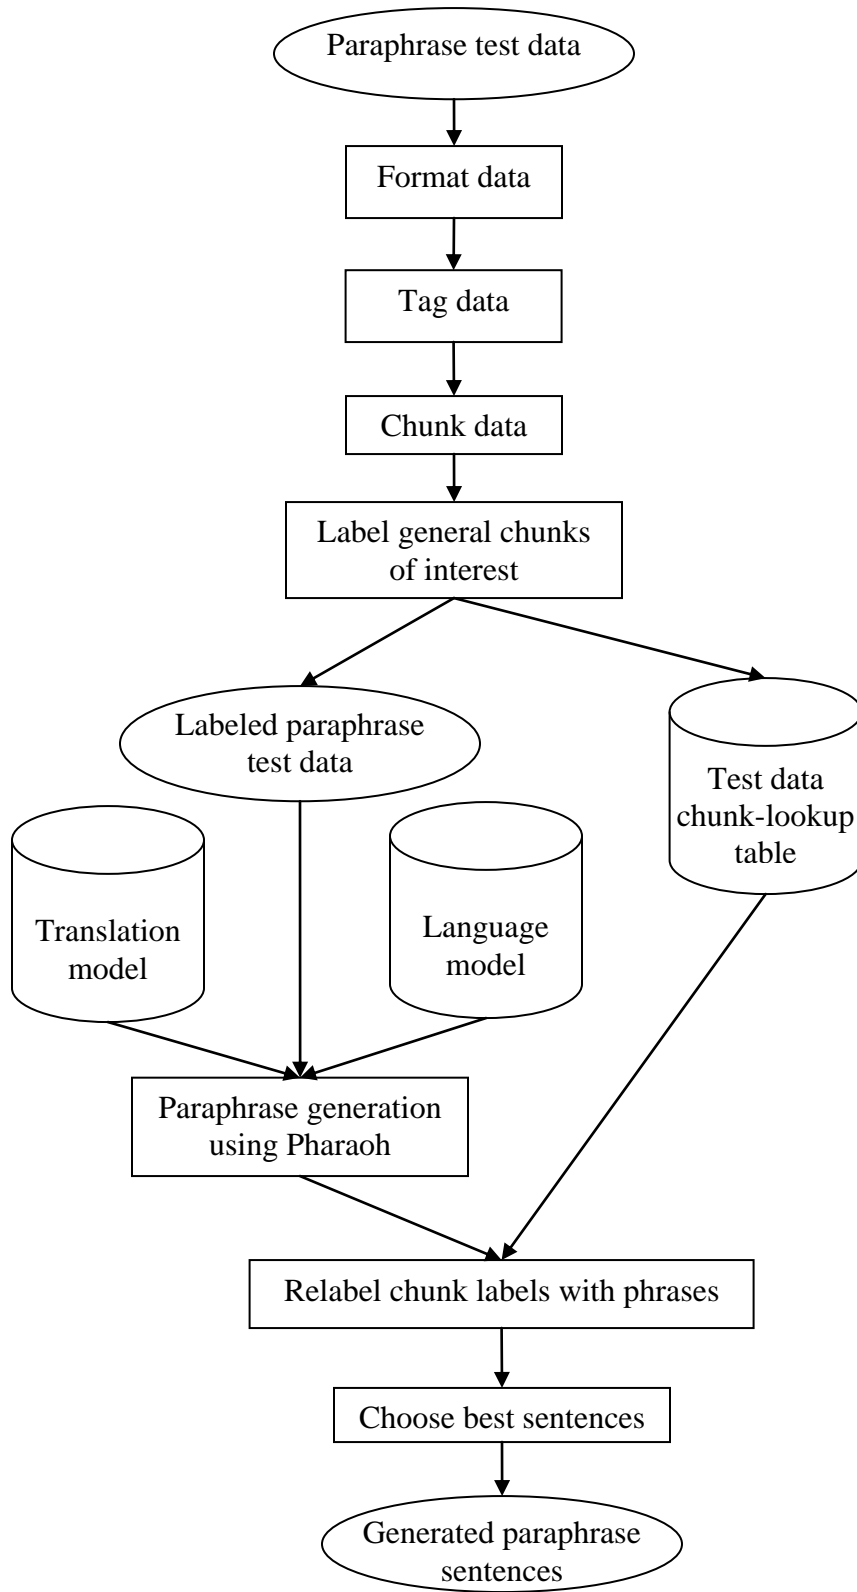 Paraphrase test data
Format data
Tag data
Chunk data
Label general chunks
of interest
Labeled paraphrase
test data
Test data
chunk-lookup
table
Translation
model
Language
model
Paraphrase generation
using Pharaoh
Relabel chunk labels with phrases
Choose best sentences
Generated paraphrase
sentences